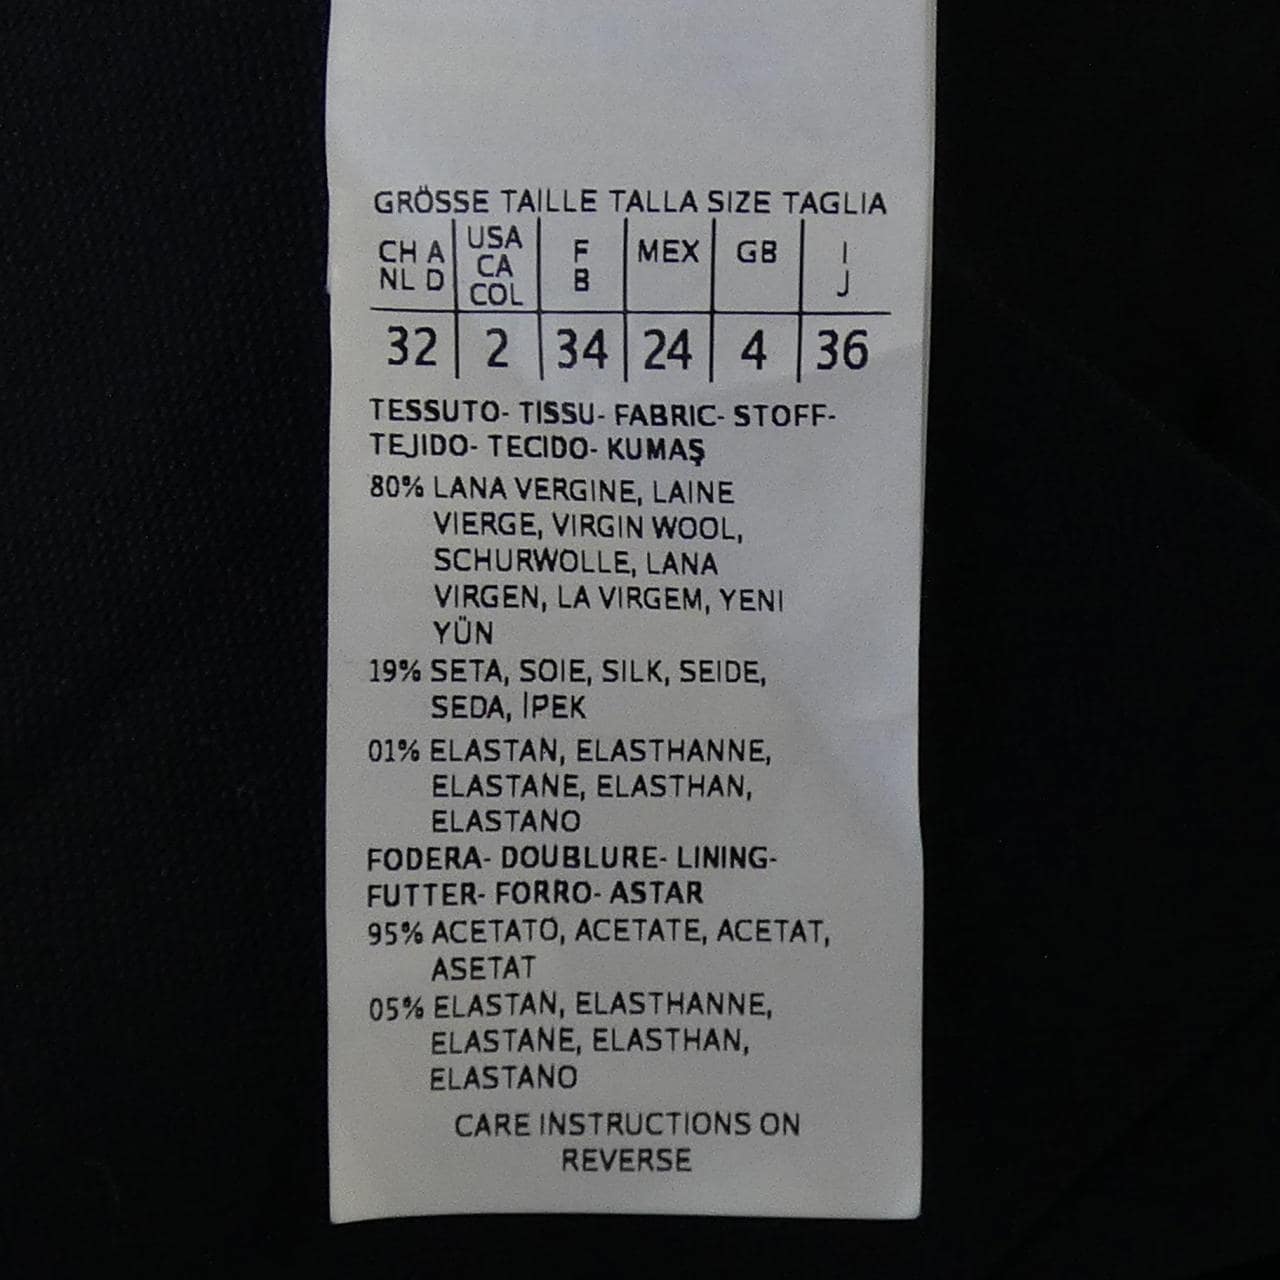 GRÖSSE TAILLE TALLA SIZE TAGLIA
CH A USA F MEX GB I
NL D CA B J
COL
32 2 34 24 4 36
TESSUTO- TISSU- FABRIC- STOFF-
TEJIDO- TECIDO- KUMAŞ
80% LANA VERGINE, LAINE
VIERGE, VIRGIN WOOL,
SCHURWOLLE, LANA
VIRGEN, LA VIRGEM, YENI
YÜN
19% SETA, SOIE, SILK, SEIDE,
SEDA, İPEK
01% ELASTAN, ELASTHANNE,
ELASTANE, ELASTHAN,
ELASTANO
FODERA- DOUBLURE- LINING-
FUTTER- FORRO- ASTAR
95% ACETATO, ACETATE, ACETAT,
ASETAT
05% ELASTAN, ELASTHANNE,
ELASTANE, ELASTHAN,
ELASTANO
CARE INSTRUCTIONS ON
REVERSE